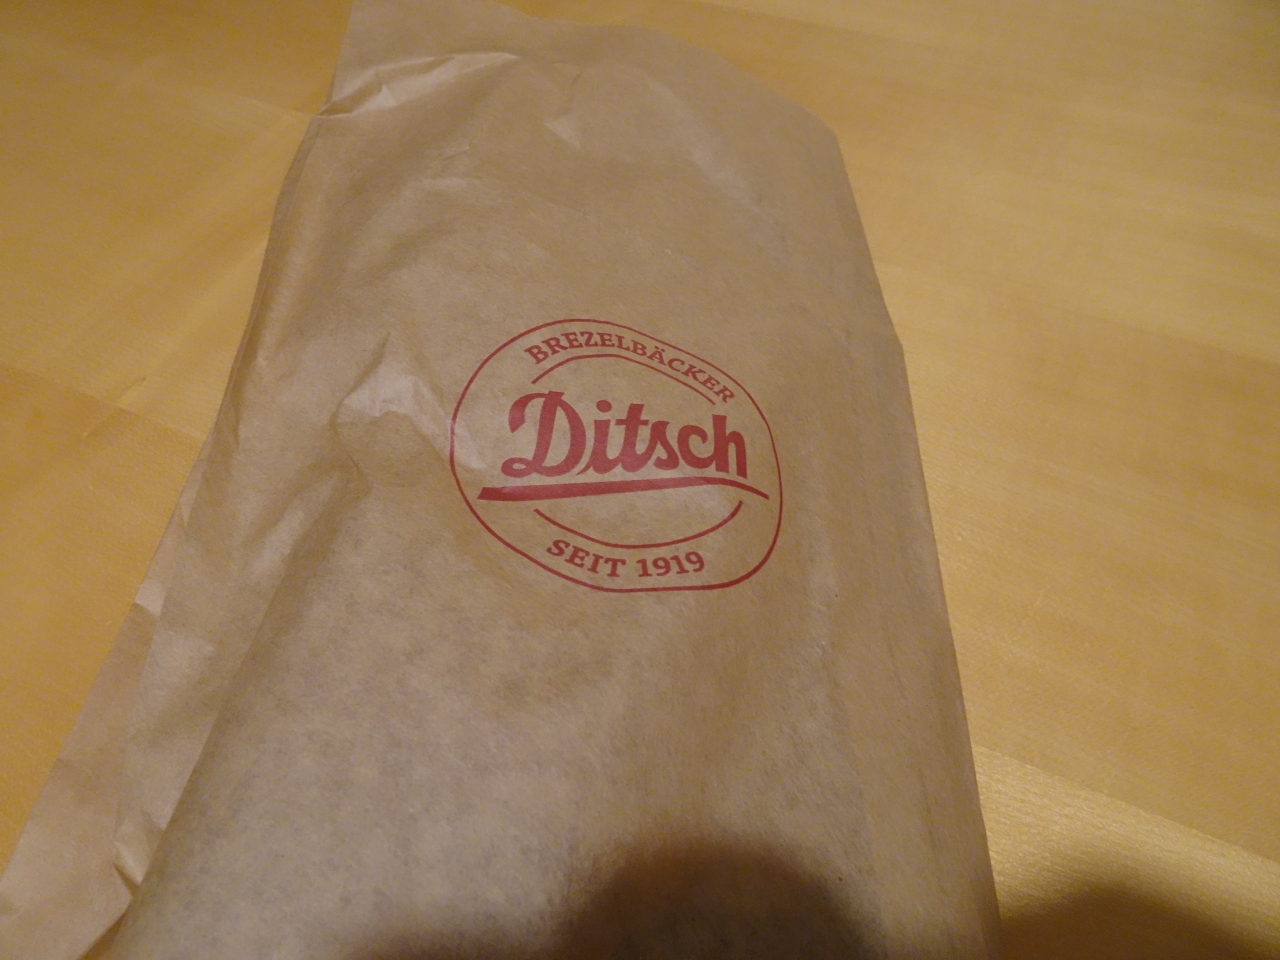 BREZELBÄCKER
Ditsch
SEIT 1919